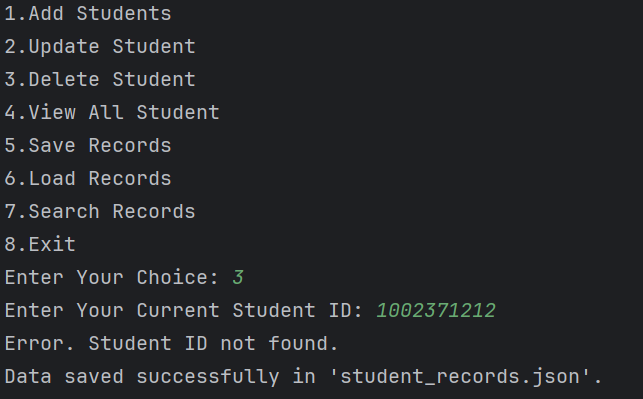 1.Add Students
2.Update Student
3.Delete Student
4.View All Student
5.Save Records
6.Load Records
7.Search Records
8.Exit
Enter Your Choice: 3
Enter Your Current Student ID: 1002371212
Error. Student ID not found.
Data saved successfully in 'student_records.json'.